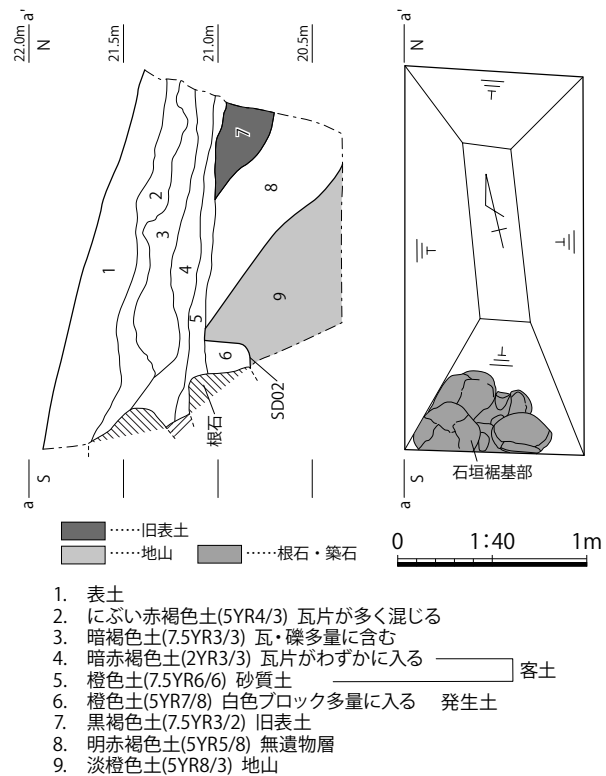 22.0m a'
N
21.5m
21.0m
20.5m
a'
N
1
2
3
4
5
6
7
8
9
根石
SD02
S
a
S
a
石垣裾基部
……旧表土
……地山
……根石・築石
0 1:40 1m
1. 表土
2. にぶい赤褐色土(5YR4/3) 瓦片が多く混じる
3. 暗褐色土(7.5YR3/3) 瓦・礫多量に含む
4. 暗赤褐色土(2YR3/3) 瓦片がわずかに入る
5. 橙色土(7.5YR6/6) 砂質土
客土
6. 橙色土(5YR7/8) 白色ブロック多量に入る 発生土
7. 黒褐色土(7.5YR3/2) 旧表土
8. 明赤褐色土(5YR5/8) 無遺物層
9. 淡橙色土(5YR8/3) 地山